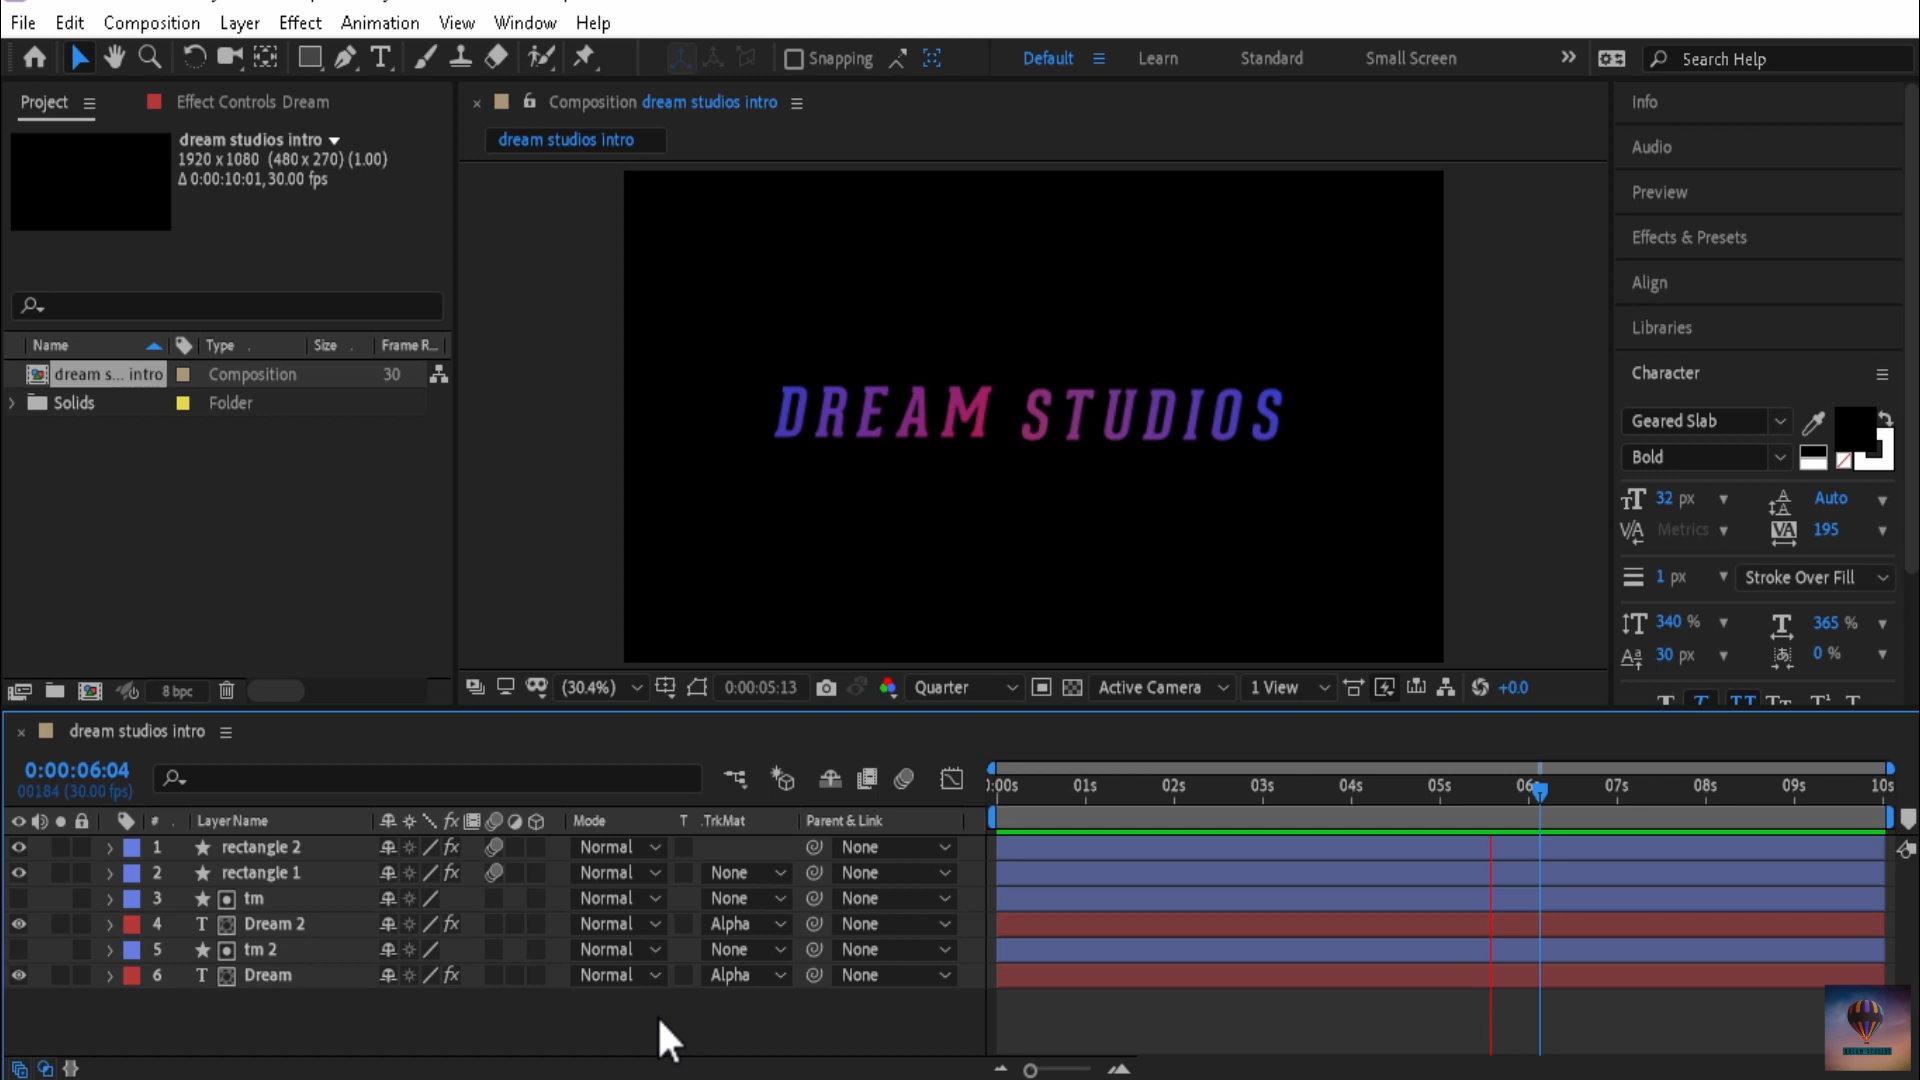 File Edit Composition Layer Effect Animation View Window Help
Snapping Default Learn Standard Small Screen Search Help
Project Effect Controls Dream
dream studios intro
1920 x 1080 (480 x 270) (1.00)
Δ 0:00:10:01, 30.00 fps
Name Type Size Frame R...
dream s... intro Composition 30
Solids Folder
8 bpc
Composition dream studios intro
dream studios intro
DREAM STUDIOS
(30.4%) 0:00:05:13 Quarter Active Camera 1 View +0.0
Info
Audio
Preview
Effects & Presets
Align
Libraries
Character
Geared Slab
Bold
32 px Auto
Metrics 195
1 px Stroke Over Fill
340 % 365 %
30 px 0 %
dream studios intro
0:00:06:04
00184 (30.00 fps)
):00s 01s 02s 03s 04s 05s 06s 07s 08s 09s 10s
# Layer Name Mode T .TrkMat Parent & Link
1 rectangle 2 Normal None
2 rectangle 1 Normal None None
3 tm Normal None None
4 T Dream 2 Normal Alpha None
5 tm 2 Normal None None
6 T Dream Normal Alpha None
DREAM STUDIOS